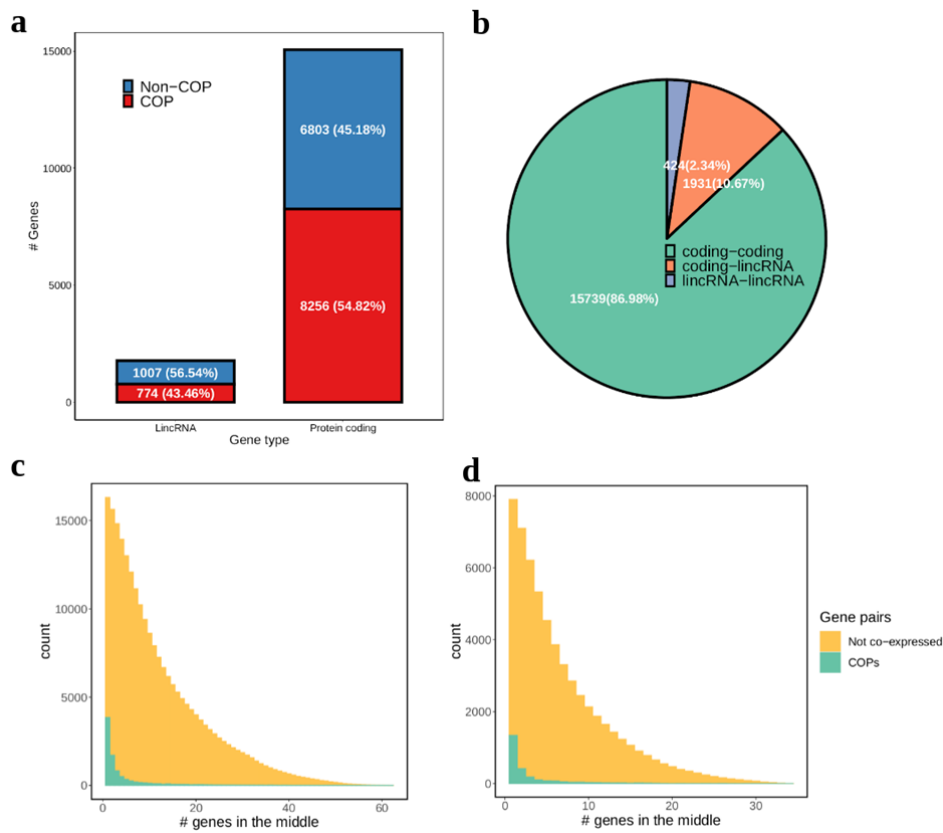 a
15000
10000
5000
0
# Genes
Non−COP
COP
6803 (45.18%)
8256 (54.82%)
1007 (56.54%)
774 (43.46%)
LincRNA
Protein coding
Gene type
b
424(2.34%)
1931(10.67%)
coding−coding
coding−lincRNA
lincRNA−lincRNA
15739(86.98%)
c
15000
10000
5000
0
count
0
20
40
60
# genes in the middle
d
8000
6000
4000
2000
0
count
0
10
20
30
# genes in the middle
Gene pairs
Not co−expressed
COPs